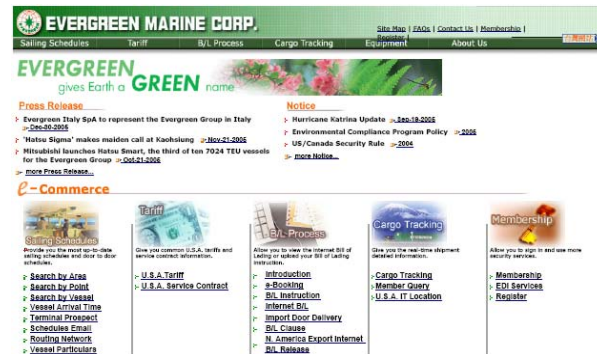 EVERGREEN MARINE CORP.
Site Map | FAQs | Contact Us | Membership |
Register |
Sailing Schedules Tariff B/L Process Cargo Tracking Equipment About Us
EVERGREEN
gives Earth a GREEN name
Press Release
Evergreen Italy SpA to represent the Evergreen Group in Italy
Dec-30-2005
'Hatsu Sigma' makes maiden call at Kaohsiung Nov-21-2005
Mitsubishi launches Hatsu Smart, the third of ten 7024 TEU vessels
for the Evergreen Group Oct-21-2005
more Press Release...
Notice
Hurricane Katrina Update Sep-19-2005
Environmental Compliance Program Policy 2005
US/Canada Security Rule 2004
more Notice...
e-Commerce
Sailing Schedules
Provide you the most up-to-date
sailing schedules and door to door
schedules.
Search by Area
Search by Point
Search by Vessel
Vessel Arrival Time
Terminal Prospect
Schedules Email
Routing Network
Vessel Particulars
Tariff
Give you common U.S.A. tariffs and
service contract information.
U.S.A.Tariff
U.S.A. Service Contract
B/L Process
Allow you to view the internet Bill of
Lading or upload your Bill of Lading
instruction.
Introduction
e-Booking
B/L Instruction
Internet B/L
Import Door Delivery
B/L Clause
N. America Export Internet
B/L Release
Cargo Tracking
Give you the real-time shipment
detailed information.
Cargo Tracking
Member Query
U.S.A. IT Location
Membership
Allow you to sign in and use more
security services.
Membership
EDI Services
Register